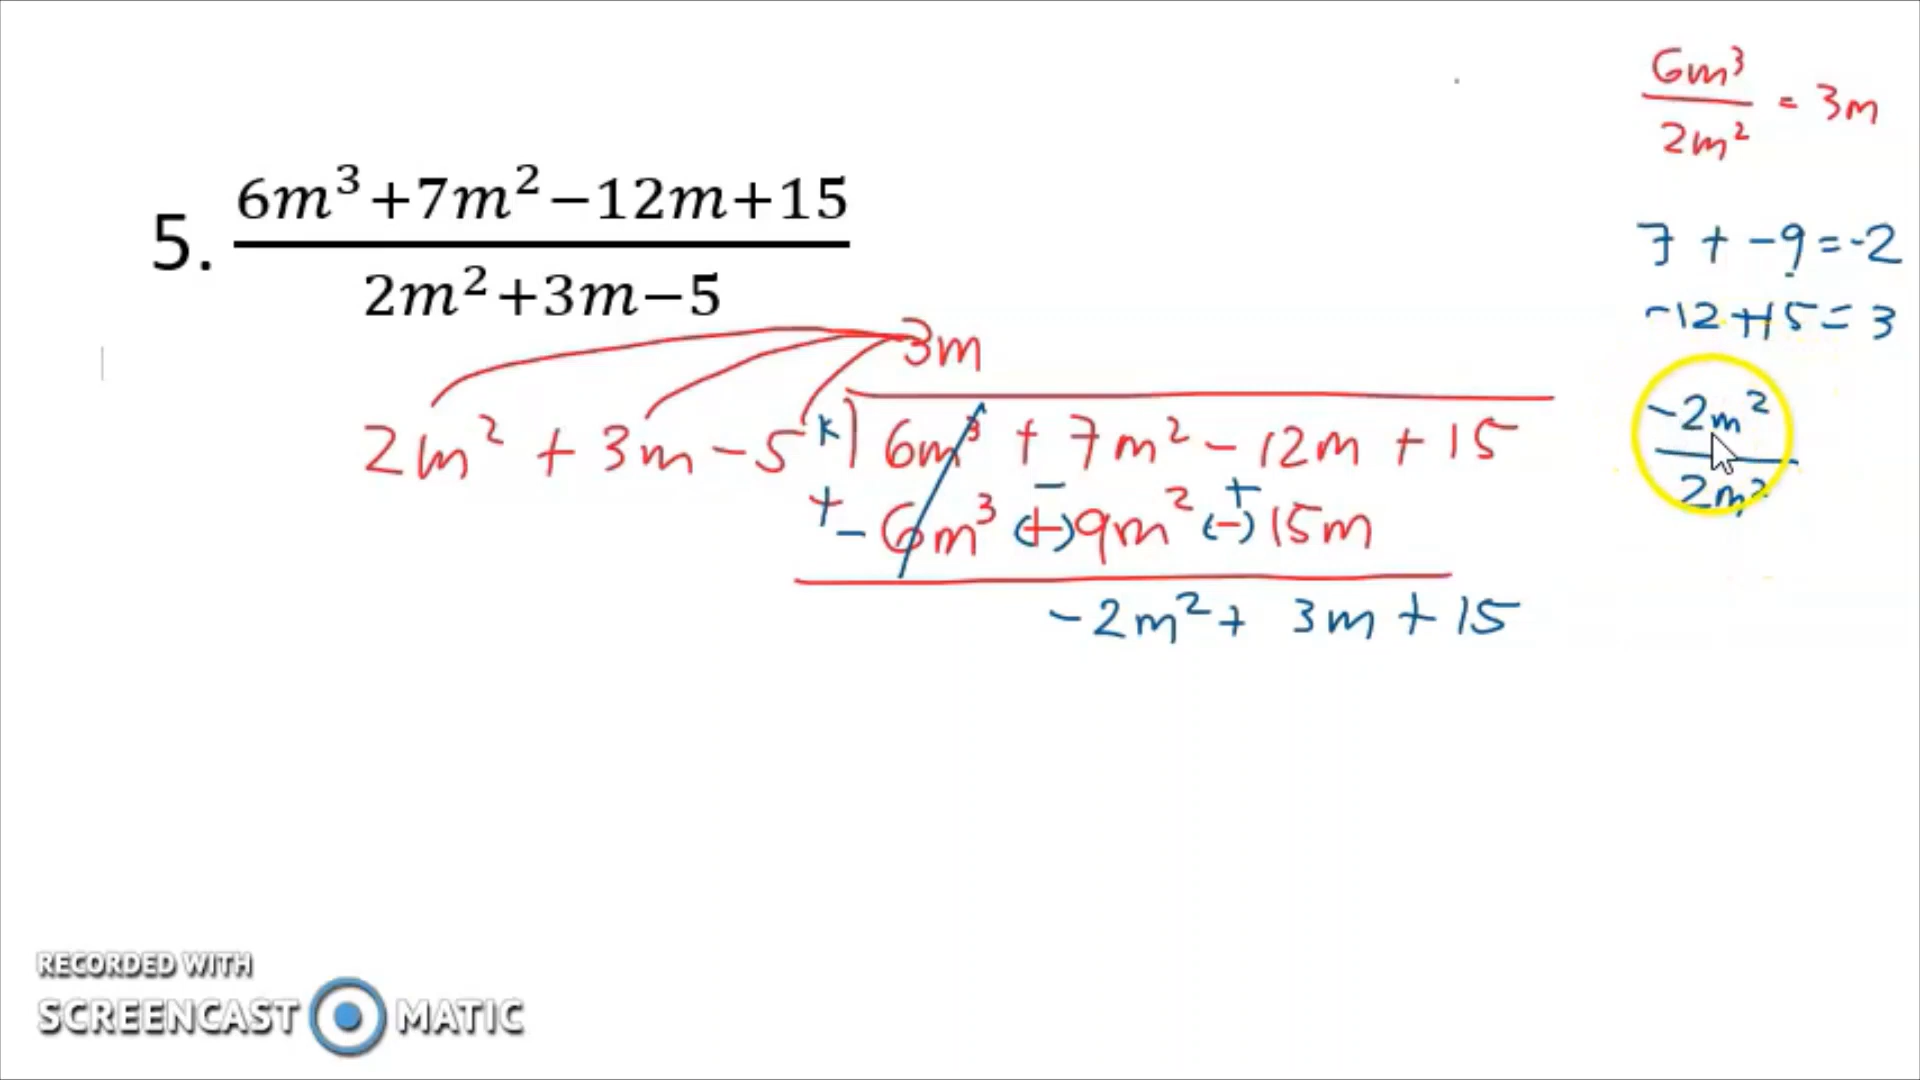 5. 6m³+7m²−12m+15
2m²+3m−5
3m
2m² + 3m - 5 6m³ + 7m² - 12m + 15
+ - +
- 6m³ (+) 9m² (-) 15m
-2m² + 3m + 15
6m³
2m² = 3m
7 + -9 = -2
-12+15 = 3
-2m²
2m²
RECORDED WITH
SCREENCAST MATIC